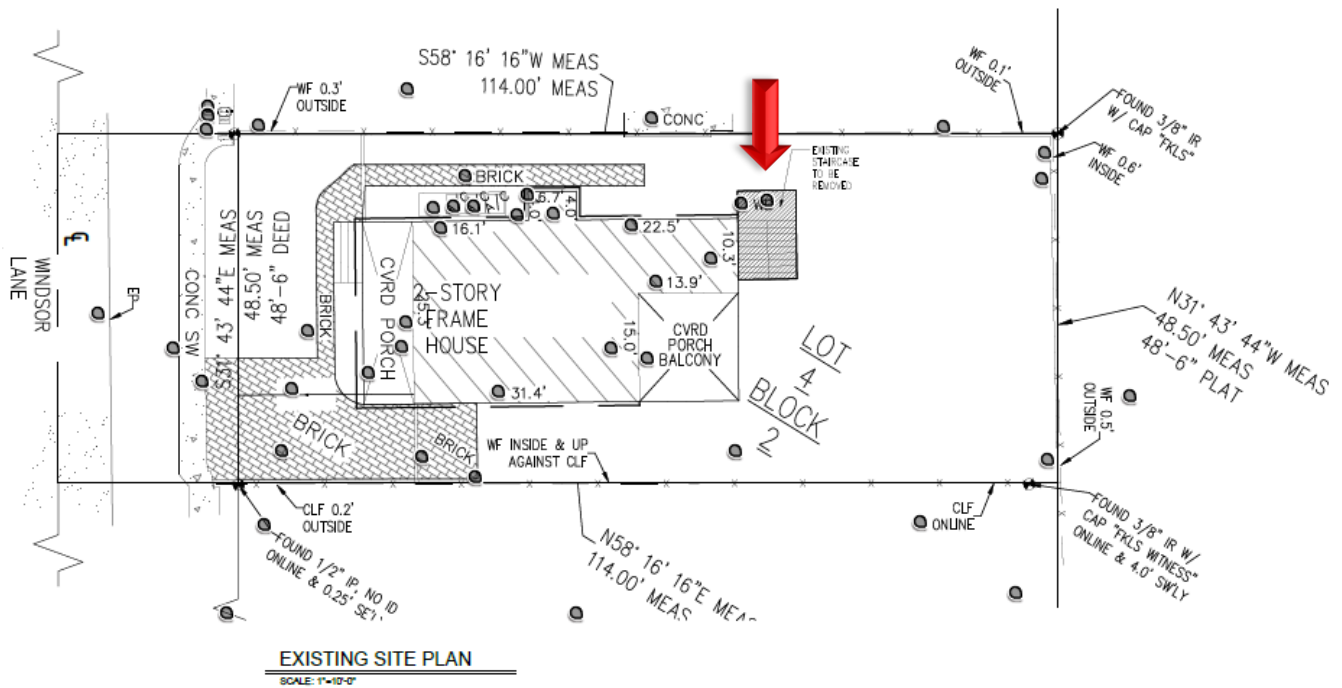 S58° 16' 16"W MEAS
114.00' MEAS
WF 0.3'
OUTSIDE
CONC
WF 0.1'
OUTSIDE
FOUND 3/8" IR
W/ CAP "FKLS"
WF 0.6'
INSIDE
EXISTING
STAIRCASE
TO BE
REMOVED
BRICK
6.7'
4.0'
16.1'
22.5'
10.3'
13.9'
15.0'
31.4'
CVRD PORCH
2-STORY
FRAME
HOUSE
CVRD
PORCH
BALCONY
LOT
4
BLOCK
2
WINDSOR
LANE
EP
CONC SW
S31° 43' 44"E MEAS
48.50' MEAS
48'-6" DEED
BRICK
BRICK
BRICK
N31° 43' 44"W MEAS
48.50' MEAS
48'-6" PLAT
WF 0.5'
OUTSIDE
WF INSIDE & UP
AGAINST CLF
CLF 0.2'
OUTSIDE
CLF
ONLINE
FOUND 1/2" IP, NO ID
ONLINE & 0.25'
N58° 16' 16"E
114.00' MEAS
FOUND 3/8" IR W/
CAP "FKLS WITNESS"
ONLINE & 4.0' SW'LY
EXISTING SITE PLAN
SCALE: 1"=10'-0"